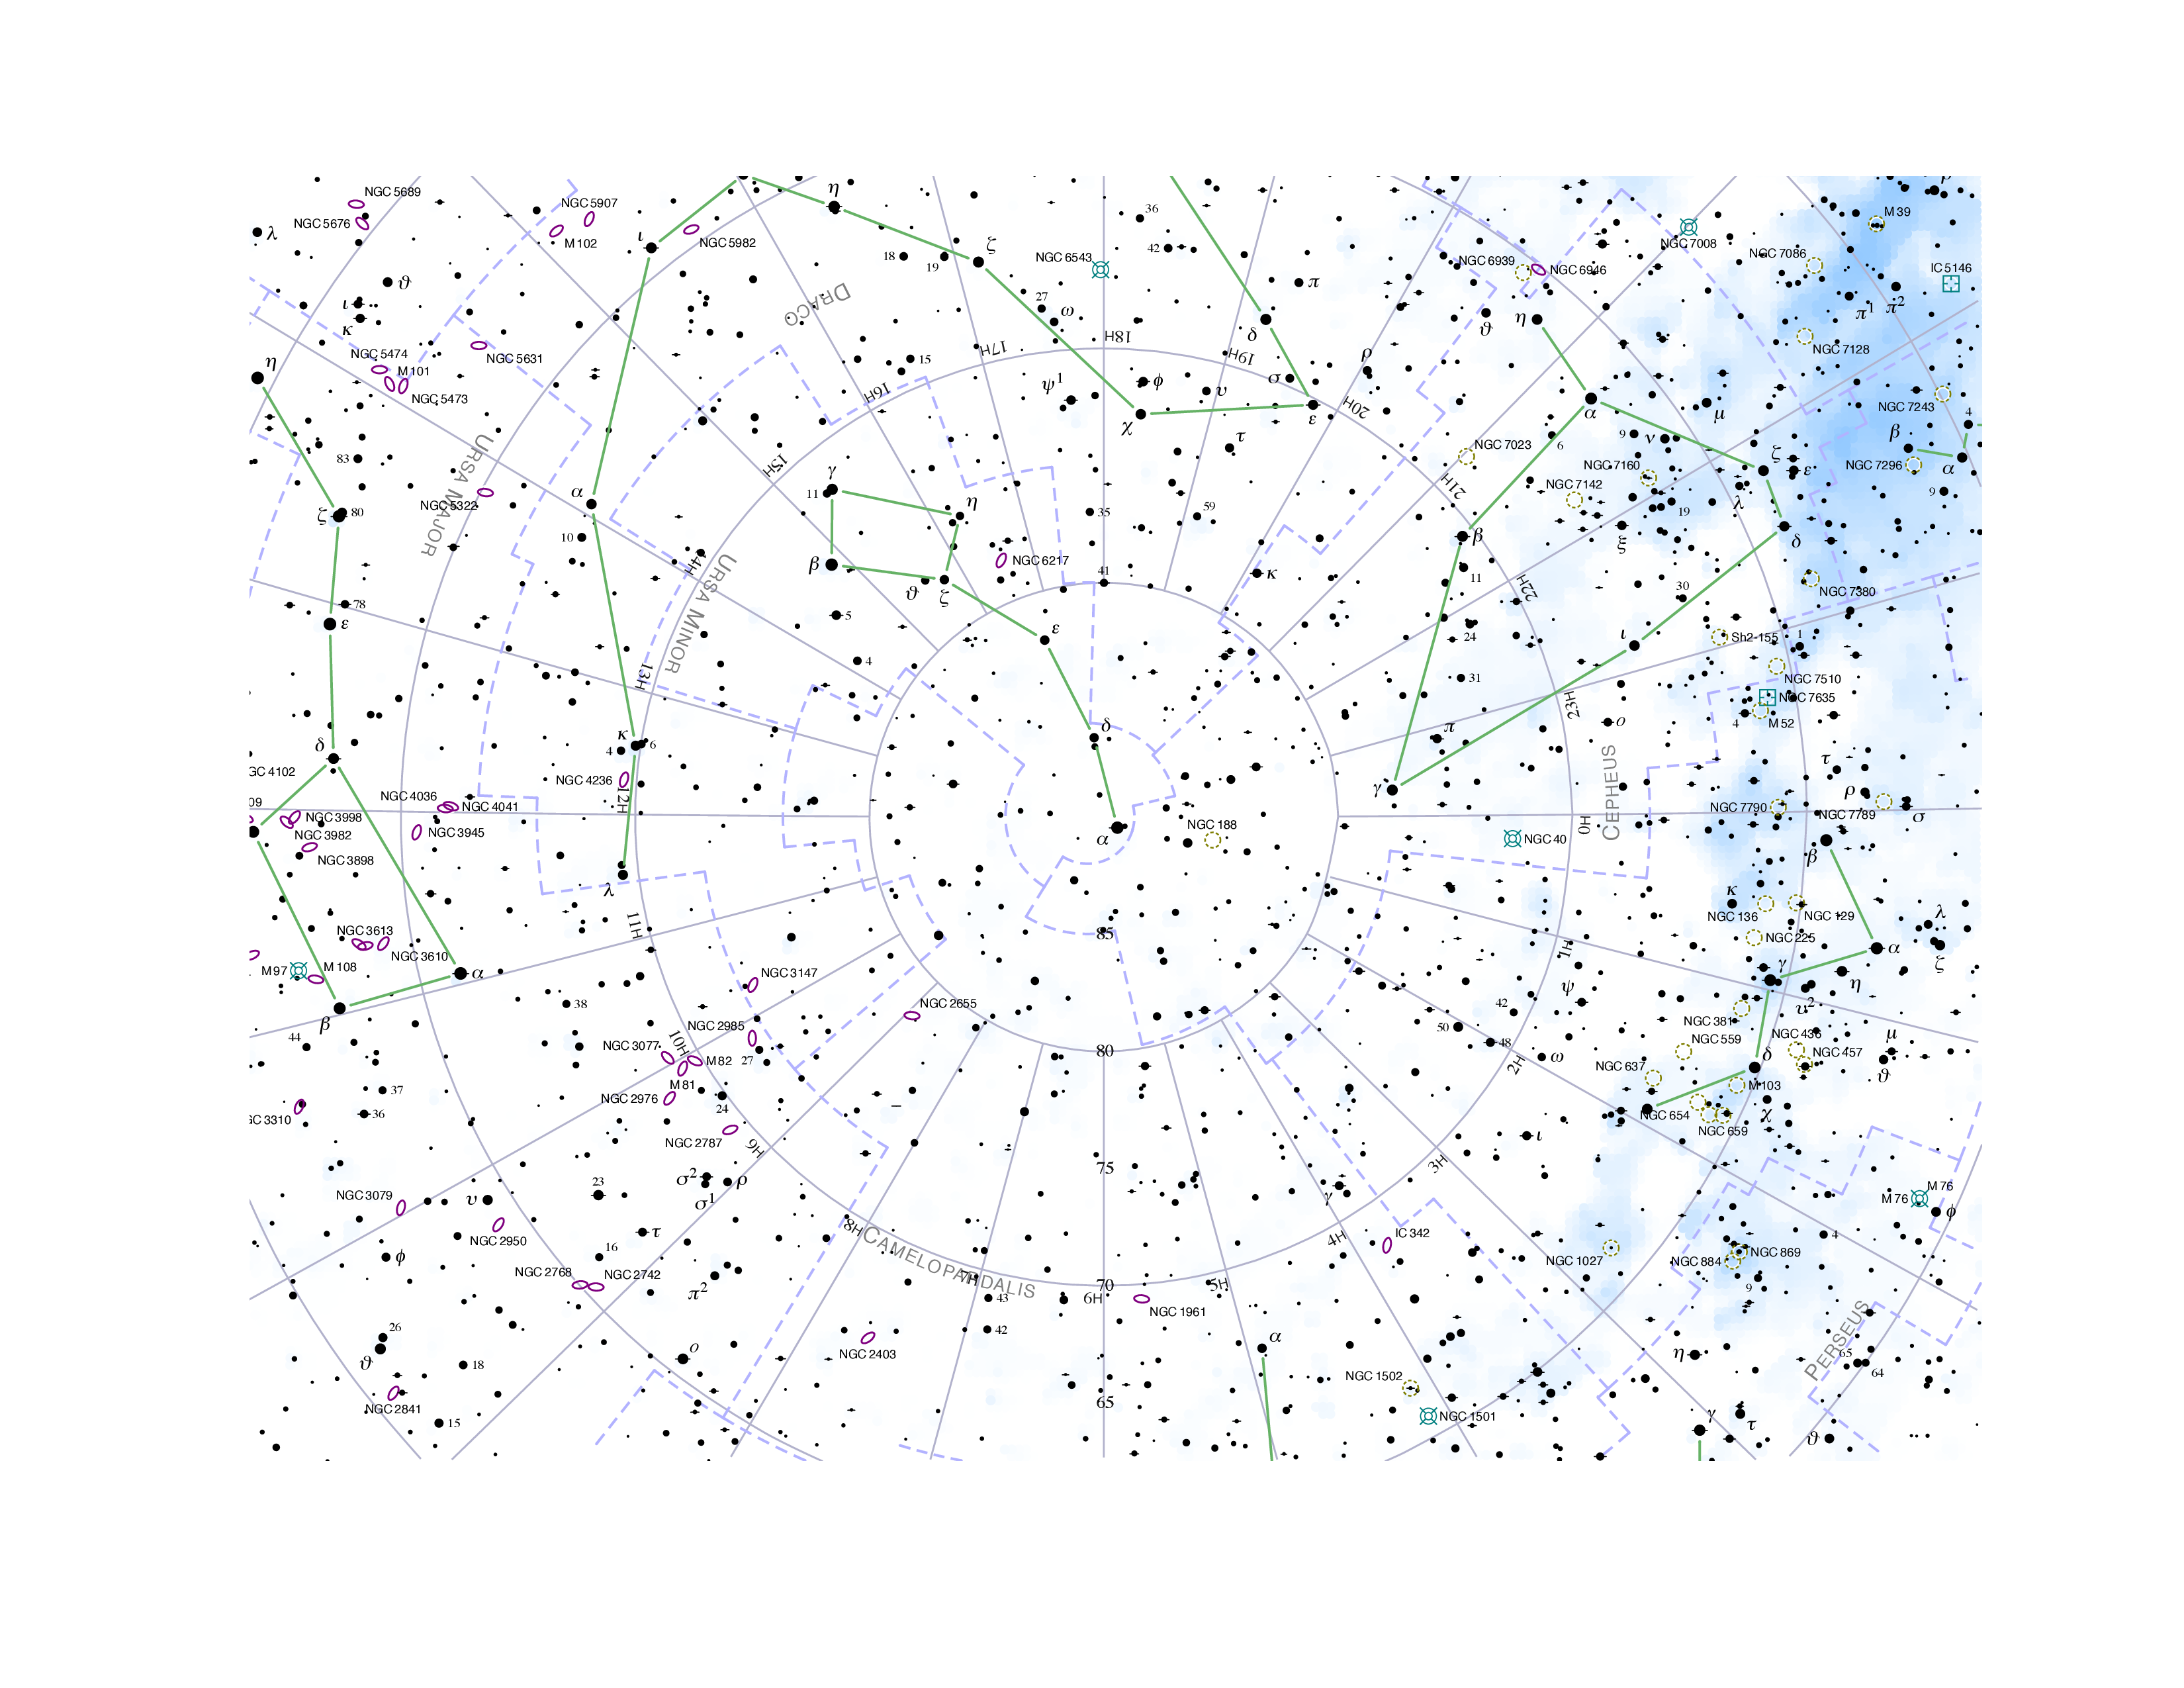 NGC 5689
NGC 5676
NGC 5907
M 102
λ
ι
NGC 5982
η
ζ
18
19
NGC 6543
36
42
π
NGC 6939
NGC 6946
NGC 7008
NGC 7086
M 39
IC 5146
π1
π2
ϑ
ι
κ
DRACO
27
ω
18H
17H
δ
19H
ϑ
η
NGC 7128
NGC 5474
M 101
NGC 5473
NGC 5631
η
15
16H
ψ1
ϕ
υ
σ
ρ
20H
ε
χ
τ
α
μ
NGC 7243
4
β
α
NGC 7296
9
URSA MAJOR
83
NGC 5322
ζ
80
α
10
15H
γ
11
η
35
59
NGC 7023
21H
6
9
ν
NGC 7160
NGC 7142
ζ
ε
λ
19
ξ
δ
β
11
NGC 6217
β
ϑ
ζ
41
κ
14H
URSA MINOR
22H
30
NGC 7380
78
ε
5
ε
24
4
31
ι
Sh2-155
1
NGC 7510
NGC 7635
4
M 52
13H
κ
4
6
δ
π
23H
ο
δ
GC 4102
09
NGC 4236
12H
NGC 4036
NGC 4041
NGC 3998
NGC 3982
NGC 3945
NGC 3898
γ
α
NGC 188
NGC 40
0H
CEPHEUS
τ
ρ
σ
NGC 7790
NGC 7789
β
λ
κ
NGC 136
NGC 129
NGC 225
λ
α
ζ
11H
85
NGC 3613
NGC 3610
M 97
M 108
α
β
1H
γ
η
υ2
NGC 3147
NGC 2655
38
44
NGC 2985
27
NGC 3077
10H
M 82
M 81
NGC 2976
24
80
42
ψ
50
48
ω
2H
NGC 381
NGC 559
NGC 436
NGC 457
μ
ϑ
δ
NGC 637
M 103
NGC 654
χ
NGC 659
37
36
GC 3310
NGC 2787
9H
75
3H
ι
σ2
ρ
σ1
23
υ
NGC 3079
NGC 2950
τ
γ
8H
CAMELOPARDALIS
4H
IC 342
NGC 1027
NGC 869
NGC 884
9
4
M 76
M 76
ϕ
ϕ
16
NGC 2768
NGC 2742
π2
7H
70
43
6H
5H
NGC 1961
42
26
ϑ
18
ο
NGC 2403
α
PERSEUS
η
65
64
NGC 2841
15
65
NGC 1502
NGC 1501
γ
τ
ϑ